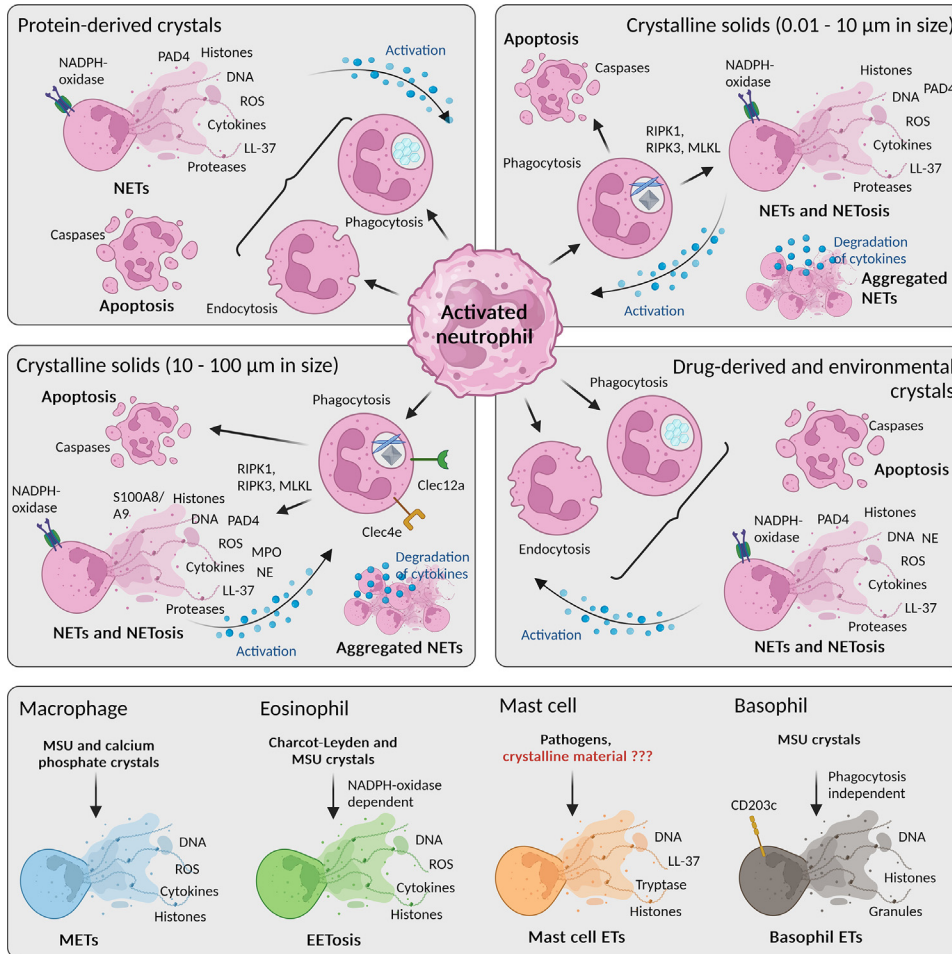 Protein-derived crystals
NADPH-
oxidase
PAD4
Histones
DNA
ROS
Cytokines
LL-37
Proteases
NETs
Activation
Phagocytosis
Caspases
Apoptosis
Endocytosis
Crystalline solids (0.01 - 10 µm in size)
Apoptosis
Caspases
NADPH-
oxidase
Histones
DNA
PAD4
ROS
Cytokines
LL-37
Proteases
Phagocytosis
RIPK1,
RIPK3, MLKL
NETs and NETosis
Degradation
of cytokines
Aggregated
NETs
Activation
Activated
neutrophil
Crystalline solids (10 - 100 µm in size)
Apoptosis
Caspases
Phagocytosis
RIPK1,
RIPK3, MLKL
Clec12a
Clec4e
NADPH-
oxidase
S100A8/
A9
Histones
DNA
PAD4
ROS
MPO
Cytokines
NE
LL-37
Proteases
NETs and NETosis
Activation
Degradation
of cytokines
Aggregated NETs
Drug-derived and environmental
crystals
Phagocytosis
Caspases
Apoptosis
Endocytosis
NADPH-
oxidase
PAD4
Histones
DNA
NE
ROS
Cytokines
LL-37
Proteases
NETs and NETosis
Activation
Macrophage
MSU and calcium
phosphate crystals
DNA
ROS
Cytokines
Histones
METs
Eosinophil
Charcot-Leyden and
MSU crystals
NADPH-oxidase
dependent
DNA
ROS
Cytokines
Histones
EETosis
Mast cell
Pathogens,
crystalline material ???
DNA
LL-37
Tryptase
Histones
Mast cell ETs
Basophil
MSU crystals
Phagocytosis
independent
CD203c
DNA
Histones
Granules
Basophil ETs